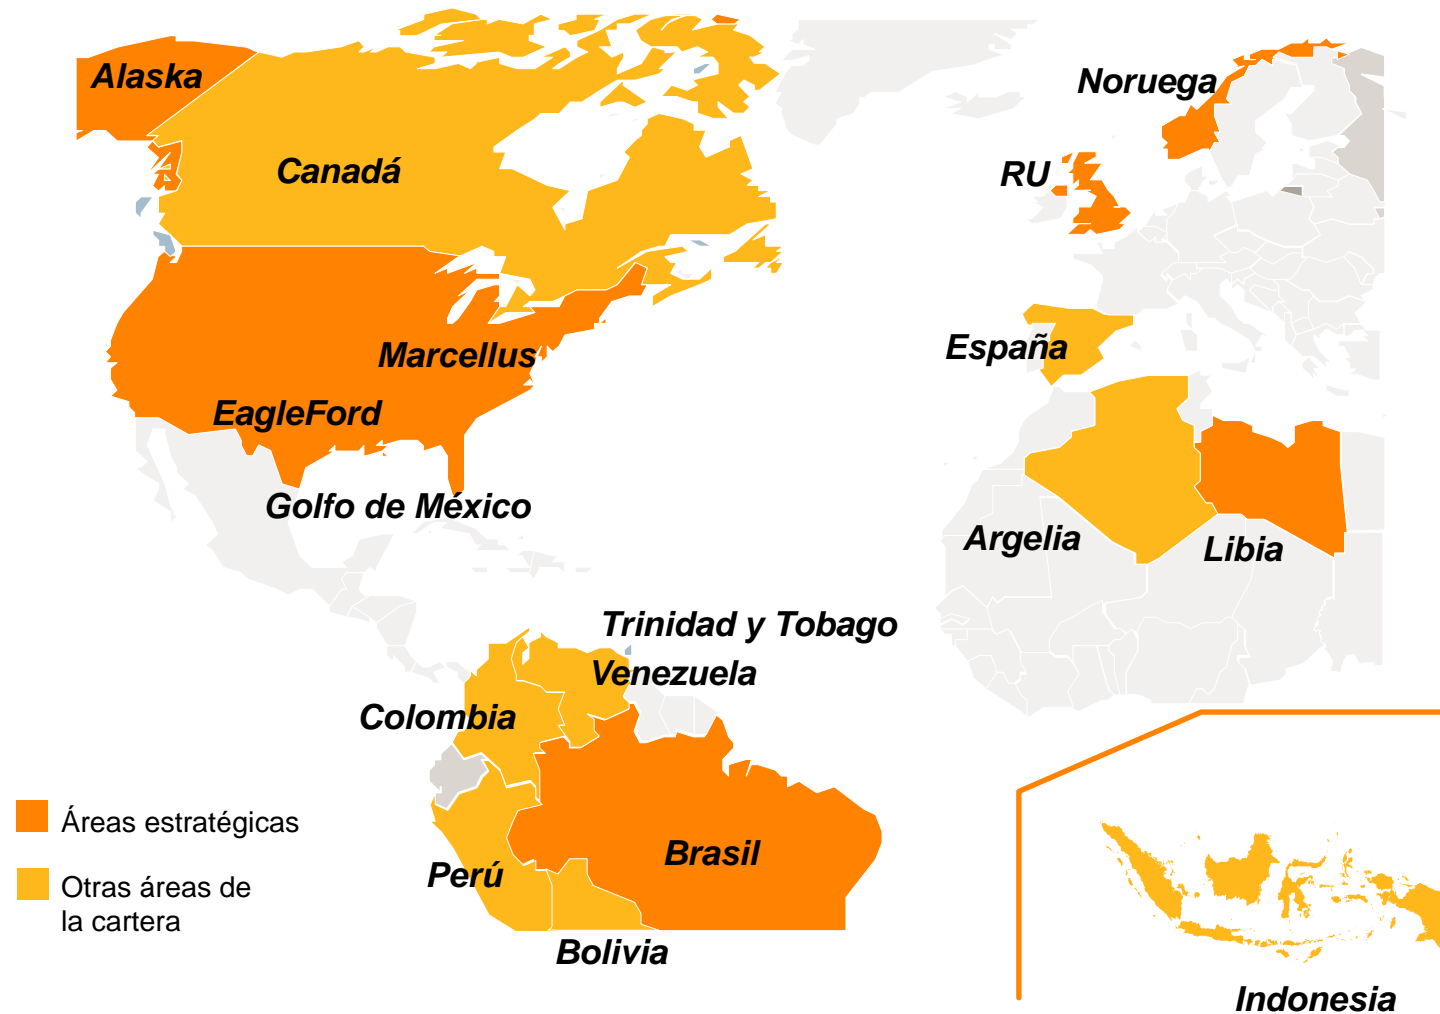 Alaska
Noruega
Canadá
RU
Marcellus
España
EagleFord
Golfo de México
Argelia
Libia
Trinidad y Tobago
Venezuela
Colombia
Áreas estratégicas
Brasil
Perú
Otras áreas de
la cartera
Bolivia
Indonesia